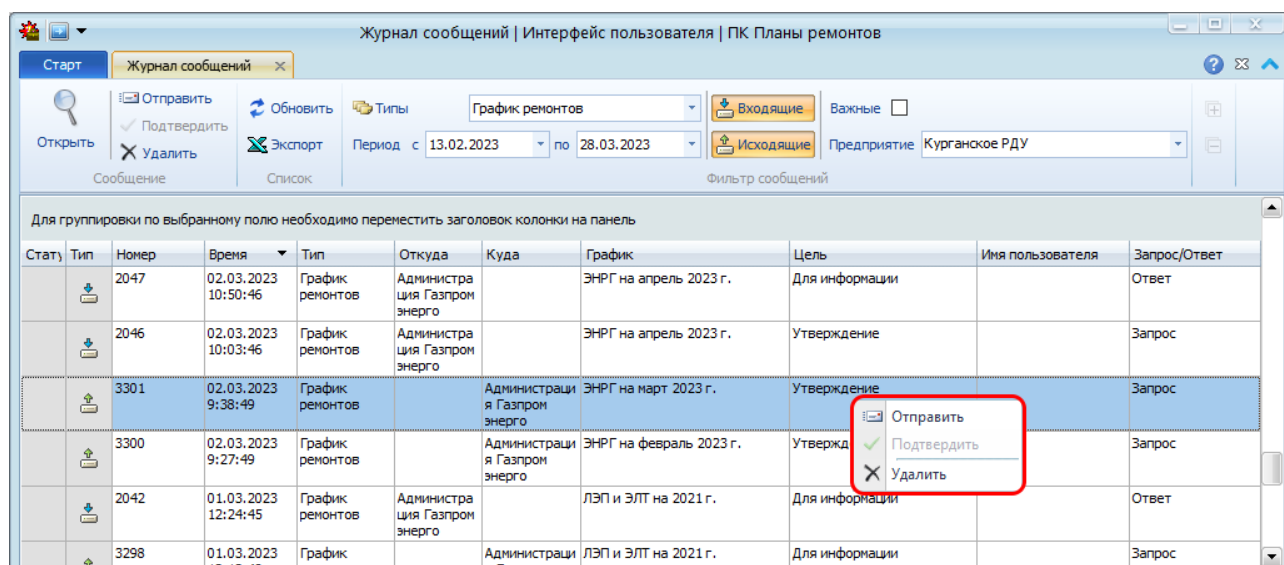 Журнал сообщений | Интерфейс пользователя | ПК Планы ремонтов
Старт
Журнал сообщений
Открыть
Отправить
Подтвердить
Удалить
Сообщение
Обновить
Экспорт
Список
Типы
График ремонтов
Период с 13.02.2023 по 28.03.2023
Входящие
Исходящие
Важные
Предприятие Курганское РДУ
Фильтр сообщений
Для группировки по выбранному полю необходимо переместить заголовок колонки на панель
Стату Тип Номер Время Тип Откуда Куда График Цель Имя пользователя Запрос/Ответ
2047 02.03.2023 График Администра ЭНРГ на апрель 2023 г. Для информации Ответ
10:50:46 ремонтов ция Газпром
энерго
2046 02.03.2023 График Администра ЭНРГ на апрель 2023 г. Утверждение Запрос
10:03:46 ремонтов ция Газпром
энерго
3301 02.03.2023 График Администраци ЭНРГ на март 2023 г. Утверждение Запрос
9:38:49 ремонтов я Газпром
энерго
3300 02.03.2023 График Администраци ЭНРГ на февраль 2023 г. Утвержд Запрос
9:27:49 ремонтов я Газпром
энерго
Отправить
Подтвердить
Удалить
2042 01.03.2023 График Администра ЛЭП и ЭЛТ на 2021 г. Для информации Ответ
12:24:45 ремонтов ция Газпром
энерго
3298 01.03.2023 График Администраци ЛЭП и ЭЛТ на 2021 г. Для информации Запрос